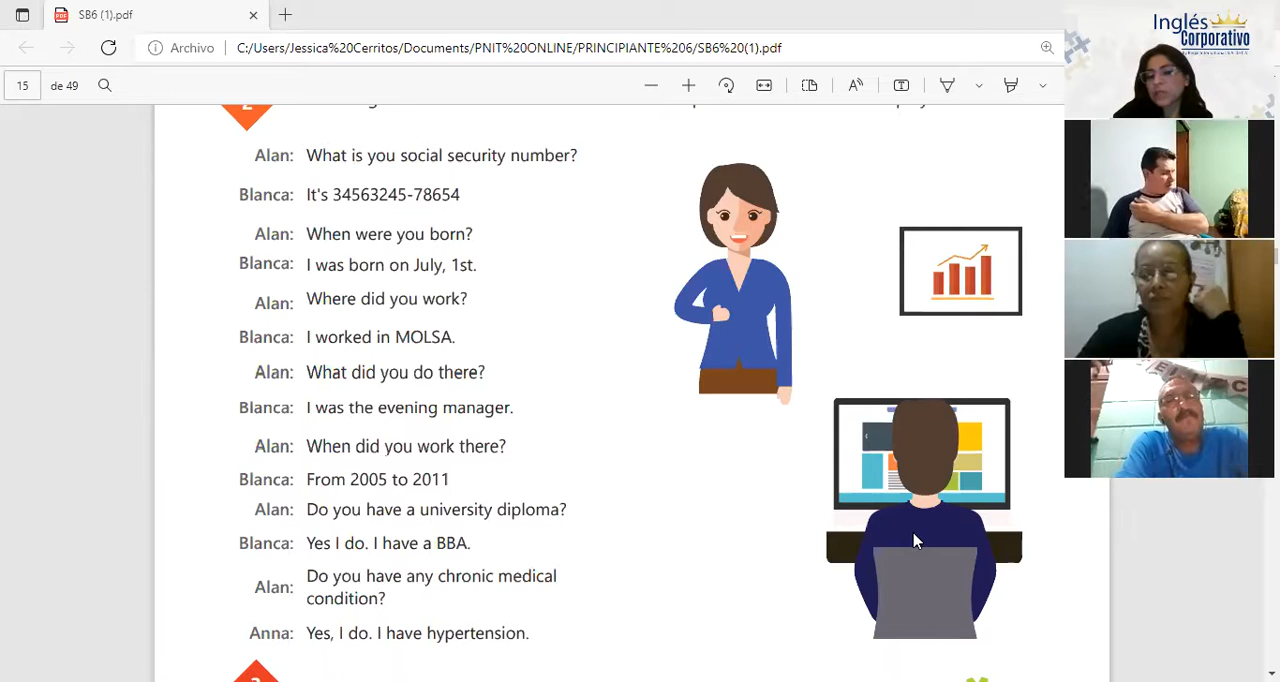 SB6 (1).pdf
Archivo C:/Users/Jessica%20Cerritos/Documents/PNIT%20ONLINE/PRINCIPIANTE%206/SB6%20(1).pdf
15 de 49
Inglés
Corporativo
2
Alan: What is you social security number?
Blanca: It's 34563245-78654
Alan: When were you born?
Blanca: I was born on July, 1st.
Alan: Where did you work?
Blanca: I worked in MOLSA.
Alan: What did you do there?
Blanca: I was the evening manager.
Alan: When did you work there?
Blanca: From 2005 to 2011
Alan: Do you have a university diploma?
Blanca: Yes I do. I have a BBA.
Alan: Do you have any chronic medical
condition?
Anna: Yes, I do. I have hypertension.